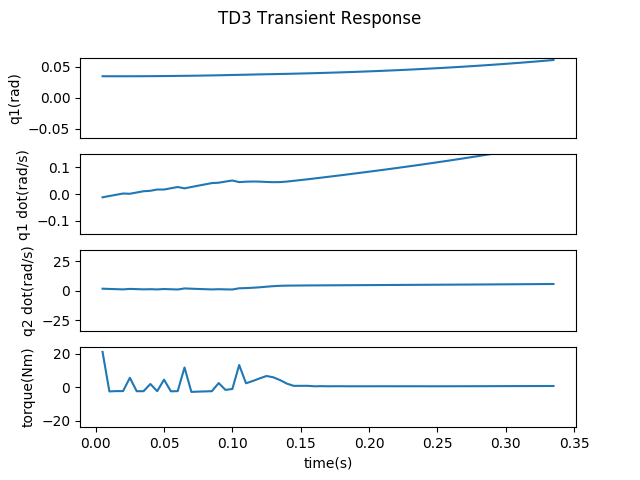 TD3 Transient Response
q1(rad)
0.05
0.00
−0.05
q1 dot(rad/s)
0.1
0.0
−0.1
q2 dot(rad/s)
25
0
−25
torque(Nm)
20
0
−20
0.00 0.05 0.10 0.15 0.20 0.25 0.30 0.35
time(s)